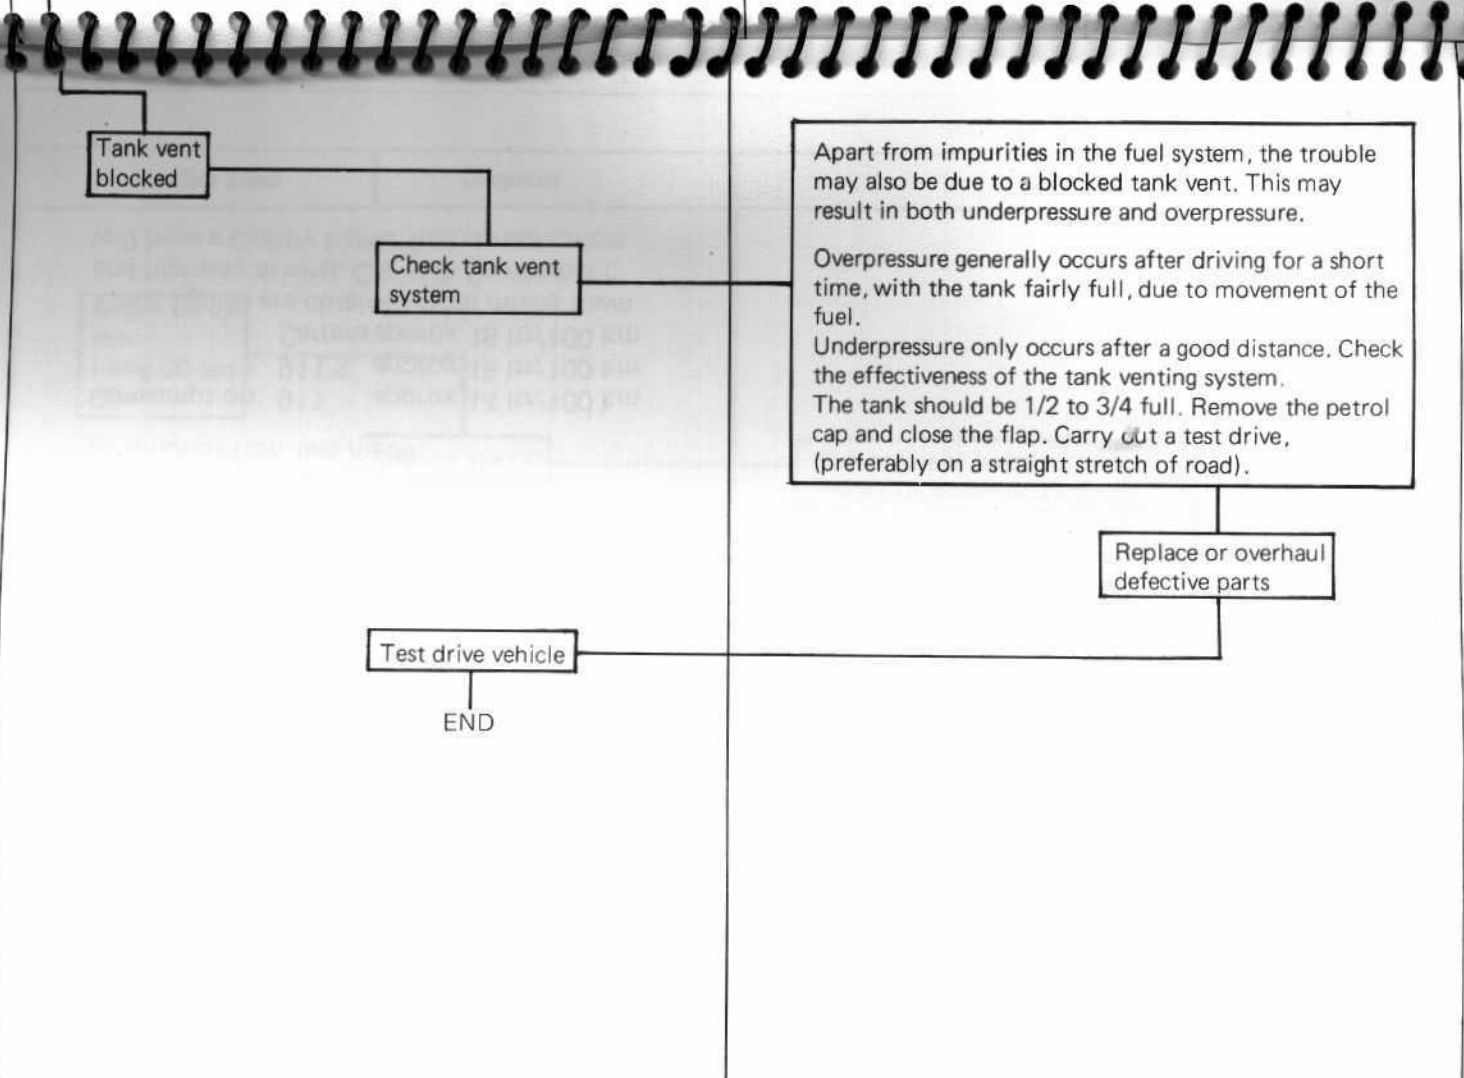 Tank vent
blocked
Check tank vent
system
Apart from impurities in the fuel system, the trouble
may also be due to a blocked tank vent. This may
result in both underpressure and overpressure.
Overpressure generally occurs after driving for a short
time, with the tank fairly full, due to movement of the
fuel.
Underpressure only occurs after a good distance. Check
the effectiveness of the tank venting system.
The tank should be 1/2 to 3/4 full. Remove the petrol
cap and close the flap. Carry out a test drive,
(preferably on a straight stretch of road).
Replace or overhaul
defective parts
Test drive vehicle
END